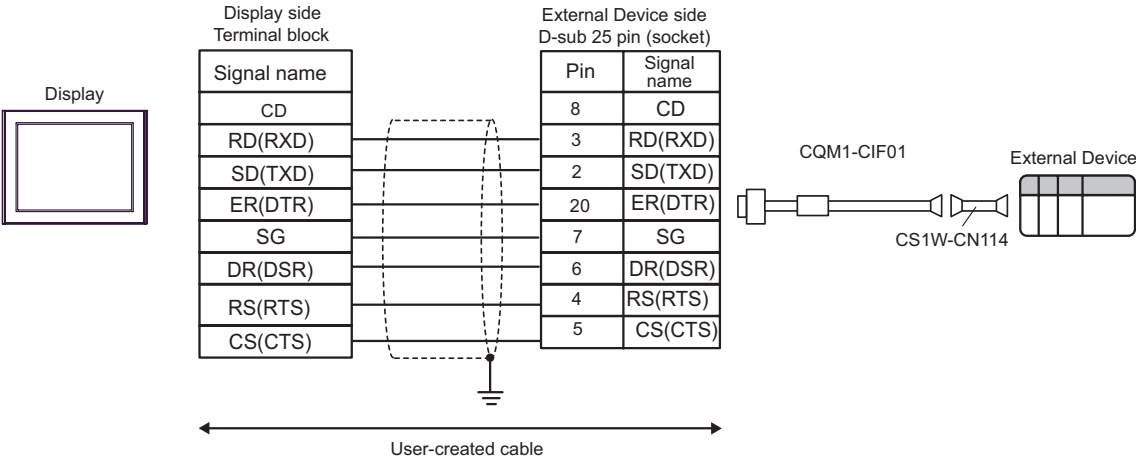 Display side
Terminal block
External Device side
D-sub 25 pin (socket)
Display
Signal name
Pin
Signal
name
CD
8
CD
RD(RXD)
3
RD(RXD)
SD(TXD)
2
SD(TXD)
ER(DTR)
20
ER(DTR)
SG
7
SG
DR(DSR)
6
DR(DSR)
RS(RTS)
4
RS(RTS)
CS(CTS)
5
CS(CTS)
CQM1-CIF01
External Device
CS1W-CN114
User-created cable